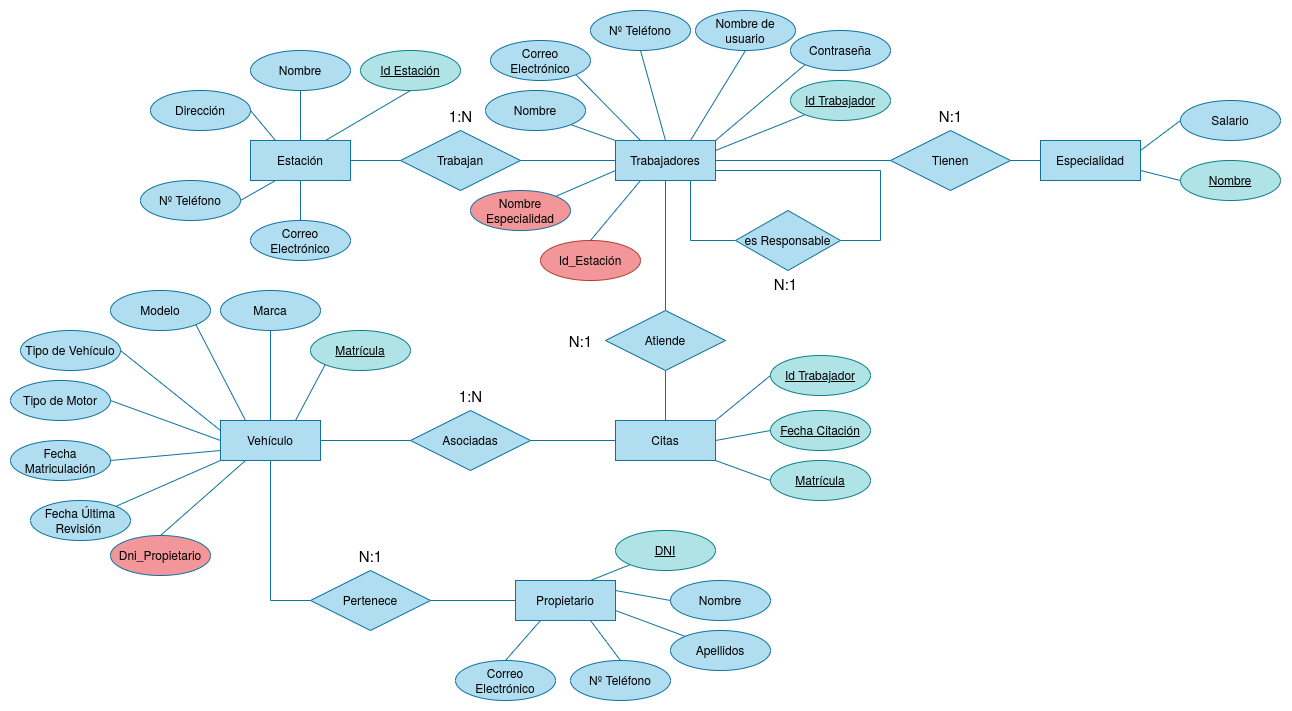 Nº Teléfono
Nombre de
usuario
Correo
Electrónico
Contraseña
Nombre
Id Estación
Dirección
Nombre
Id Trabajador
1:N
N:1
Salario
Estación
Trabajan
Trabajadores
Tienen
Especialidad
Nombre
Nº Teléfono
Nombre
Especialidad
Correo
Electrónico
es Responsable
Id_Estación
N:1
Modelo
Marca
Tipo de Vehículo
Matrícula
N:1
Atiende
Id Trabajador
Tipo de Motor
1:N
Fecha Citación
Vehículo
Asociadas
Citas
Fecha
Matriculación
Matrícula
Fecha Última
Revisión
Dni_Propietario
DNI
N:1
Pertenece
Propietario
Nombre
Apellidos
Correo
Electrónico
Nº Teléfono